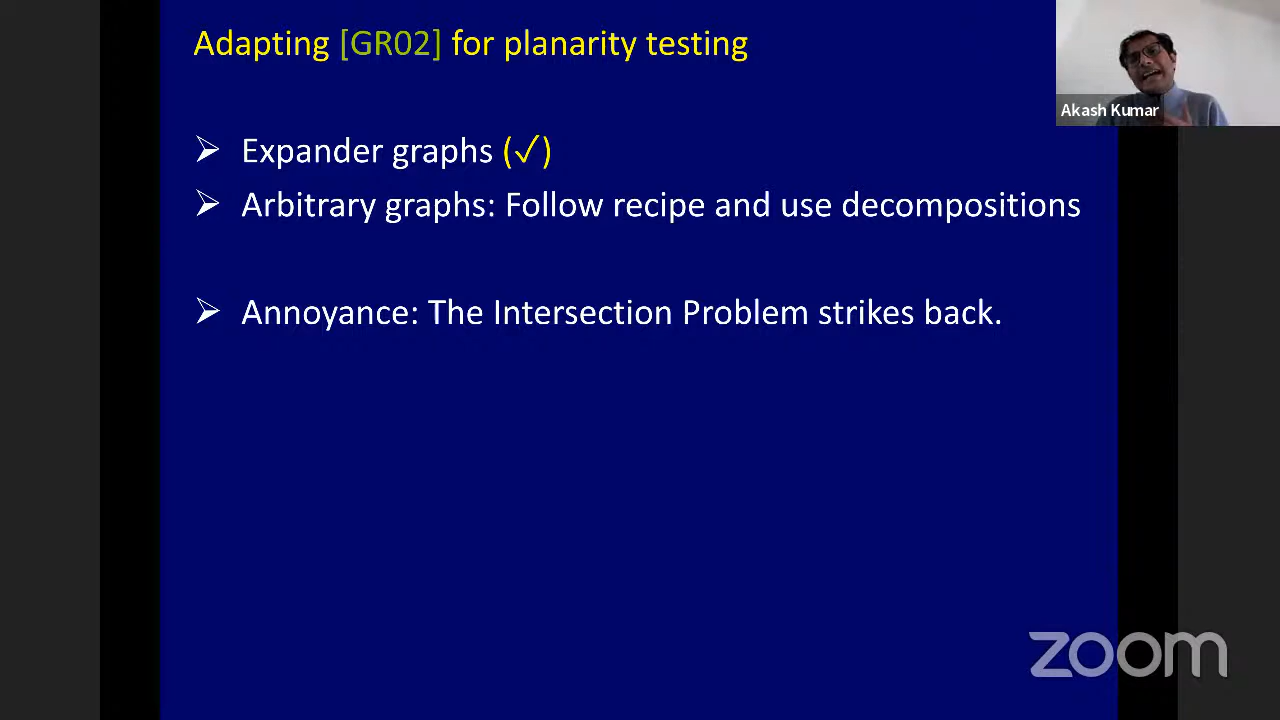 Adapting [GR02] for planarity testing
Akash Kumar
➢ Expander graphs (✓)
➢ Arbitrary graphs: Follow recipe and use decompositions
➢ Annoyance: The Intersection Problem strikes back.
zoom